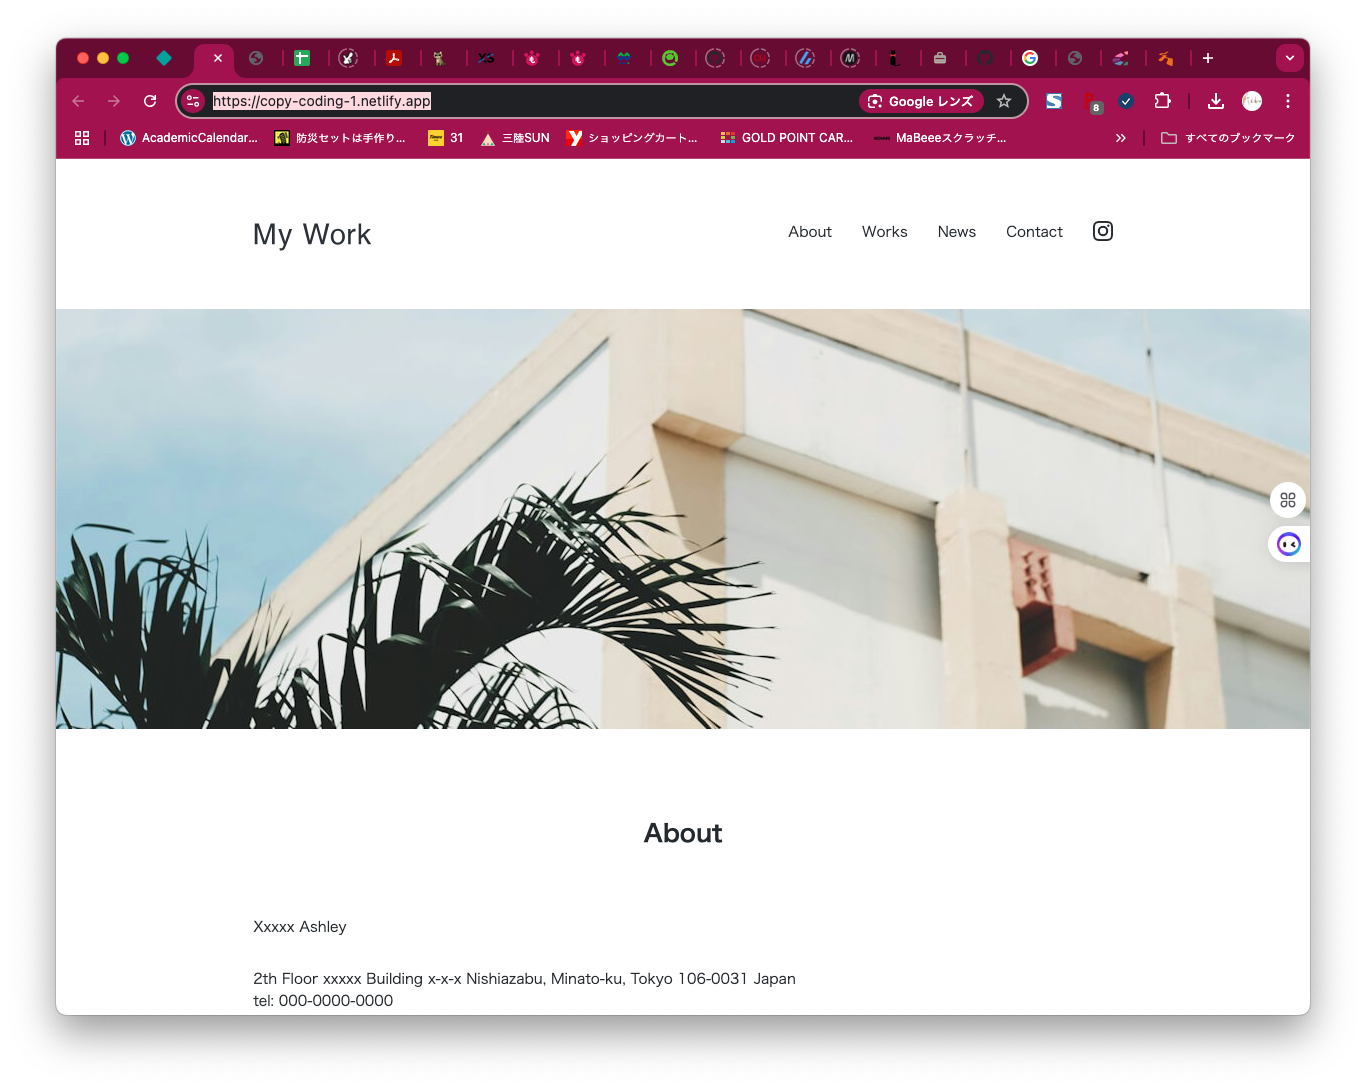 https://copy-coding-1.netlify.app
Google レンズ
8
AcademicCalendar...
防災セットは手作り...
31
三陸SUN
ショッピングカート...
GOLD POINT CAR...
MaBeeeスクラッチ...
すべてのブックマーク
My Work
About
Works
News
Contact
About
Xxxxx Ashley
2th Floor xxxxx Building x-x-x Nishiazabu, Minato-ku, Tokyo 106-0031 Japan
tel: 000-0000-0000